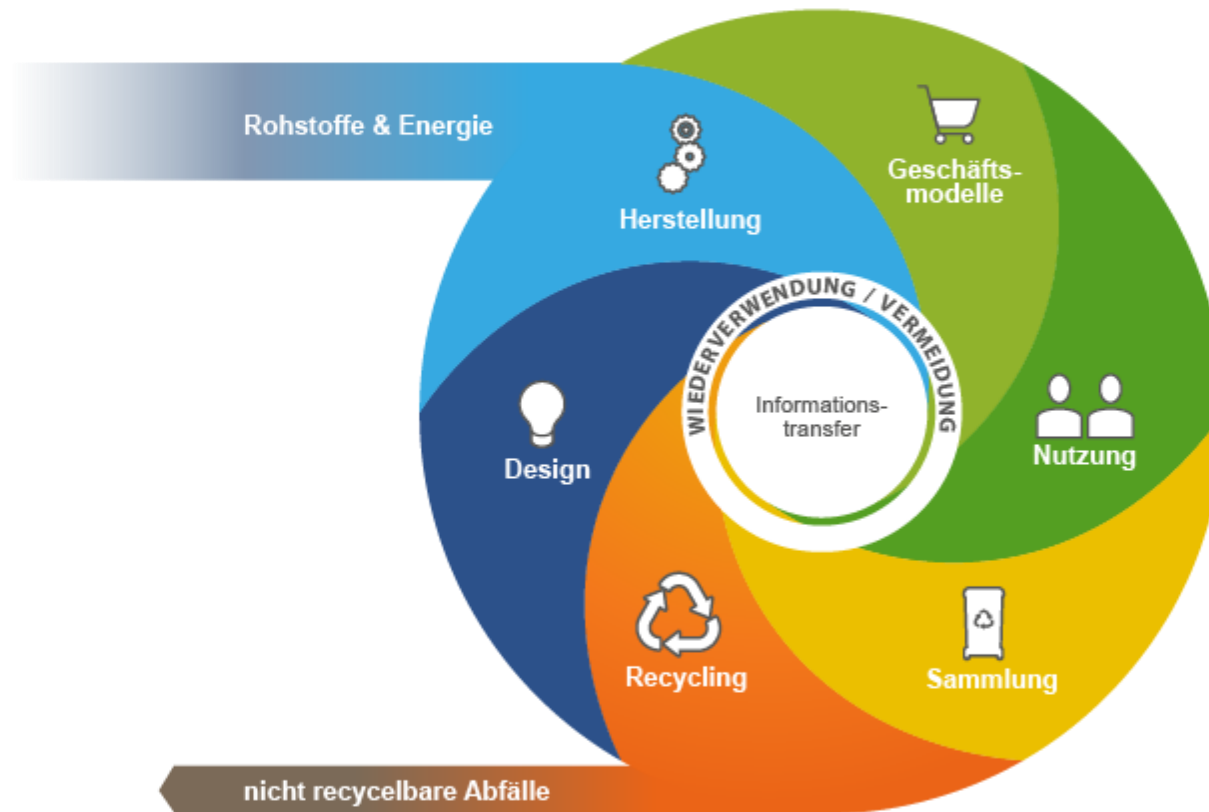 Rohstoffe & Energie
Herstellung
Geschäfts-
modelle
WIEDERVERWENDUNG / VERMEIDUNG
Informations-
transfer
Design
Nutzung
Recycling
Sammlung
nicht recycelbare Abfälle